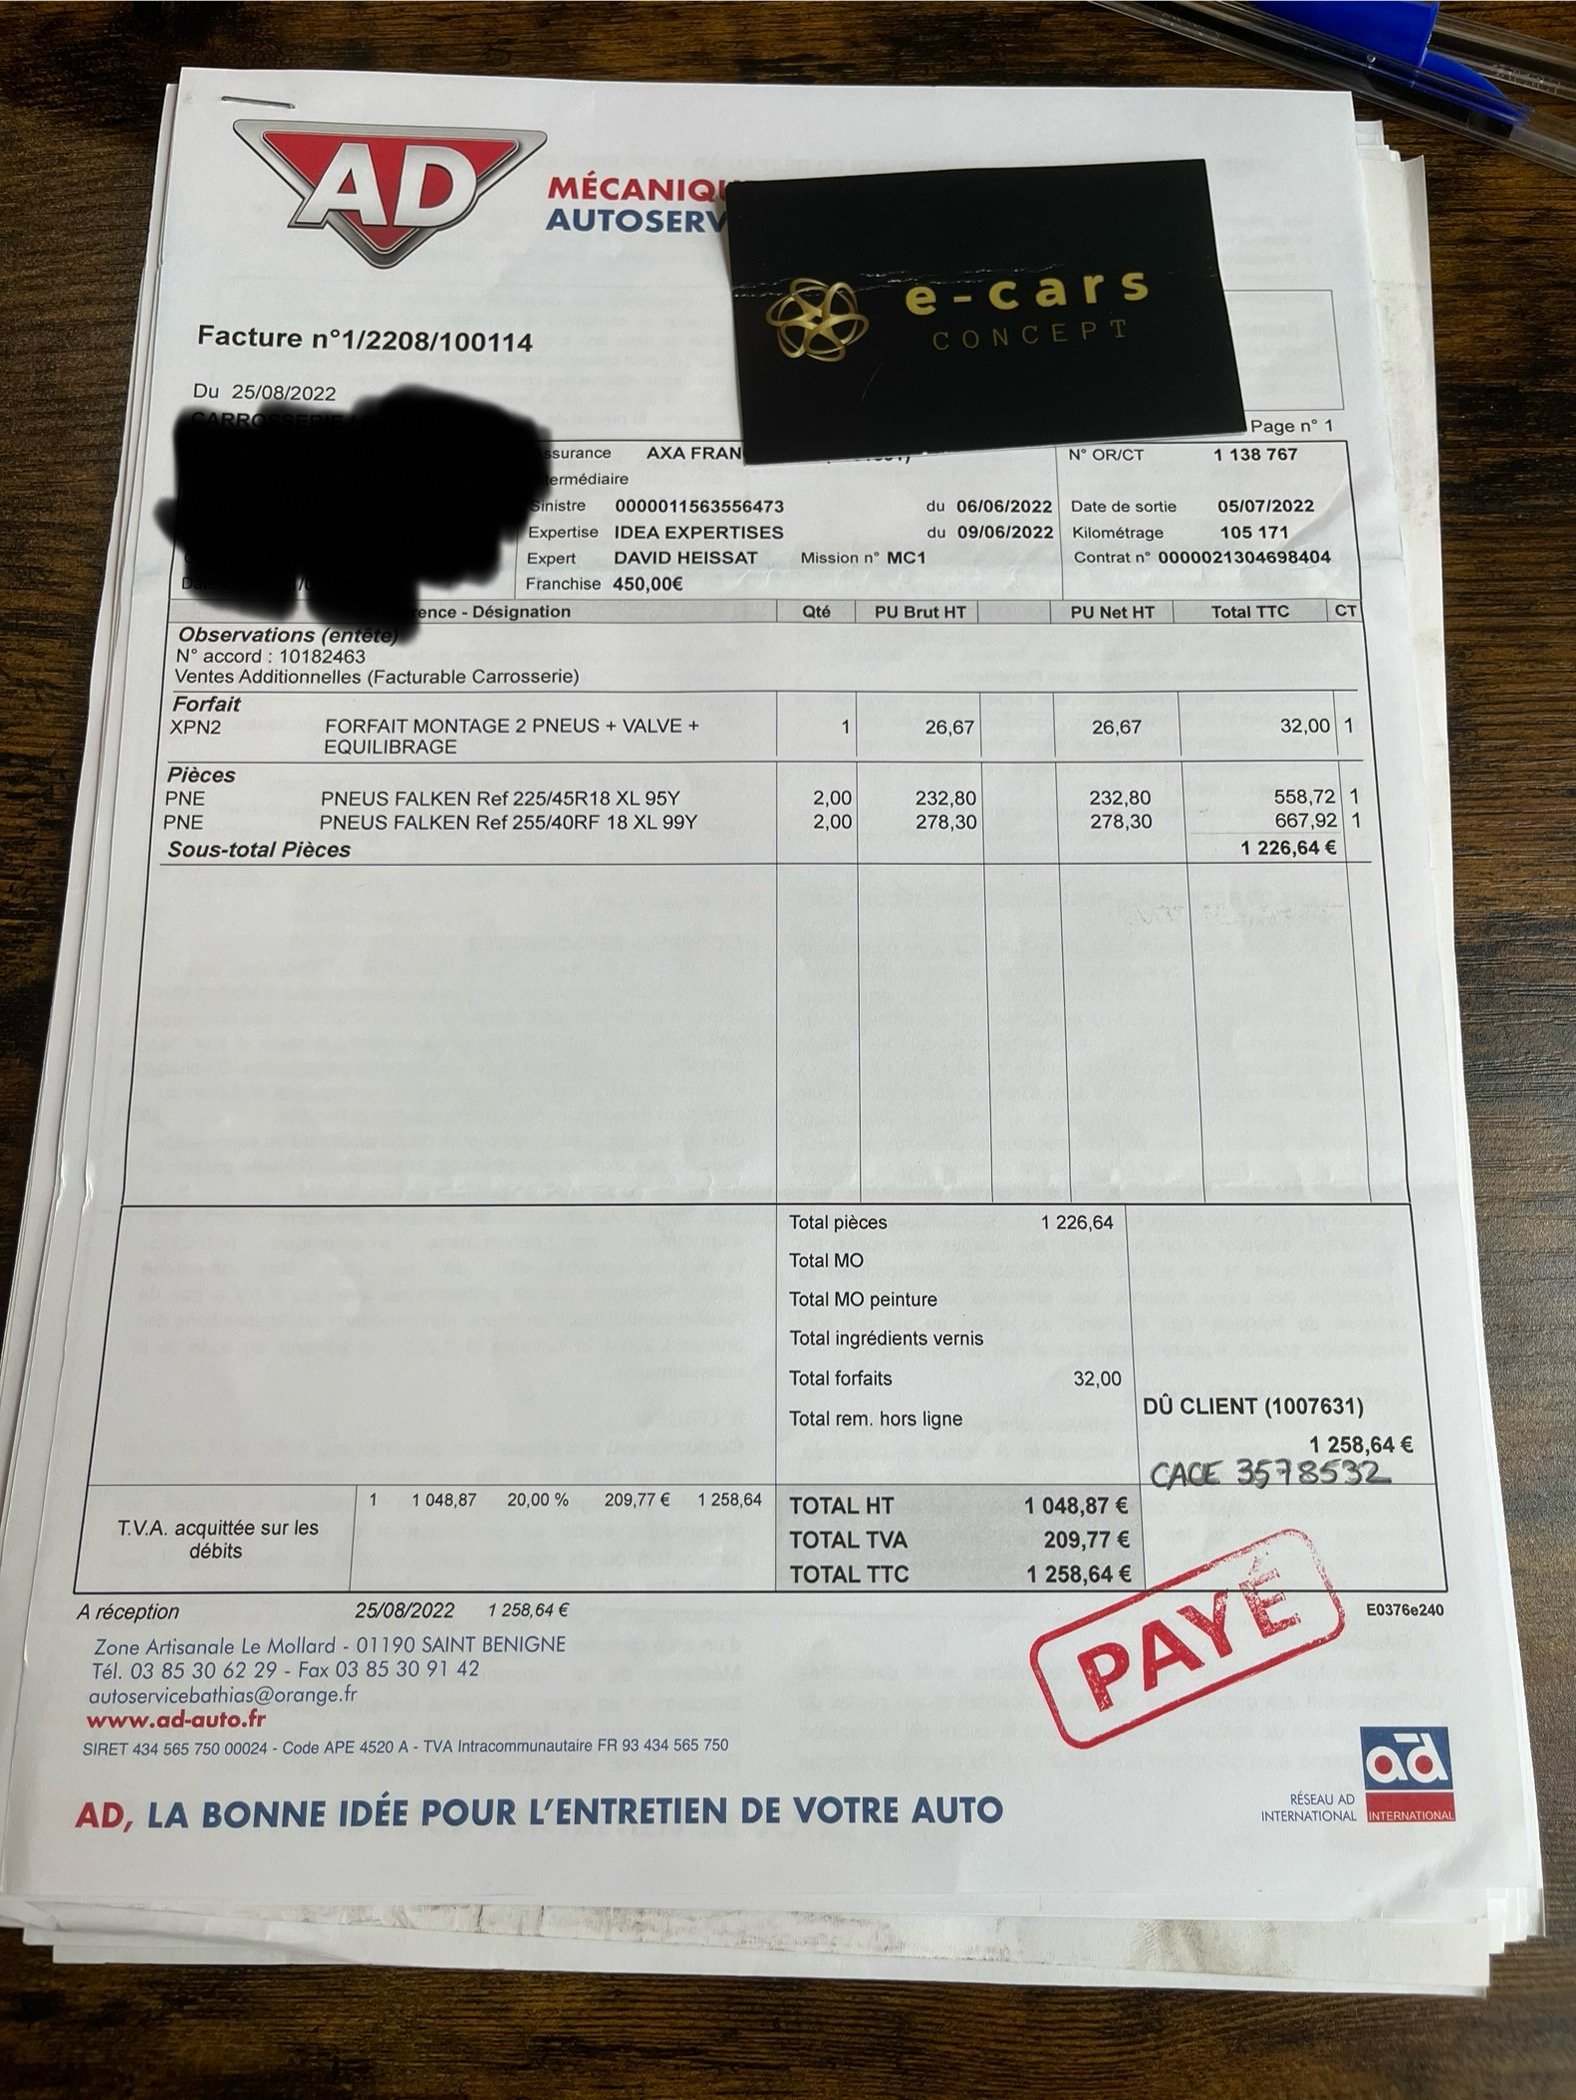 AD
MÉCANIQU
AUTOSERV
e-cars
CONCEPT
Facture n°1/2208/100114
Du 25/08/2022
CARROSSERIE
Page n° 1
ssurance AXA FRAN N° OR/CT 1 138 767
termédiaire
Sinistre 0000011563556473 du 06/06/2022 Date de sortie 05/07/2022
Expertise IDEA EXPERTISES du 09/06/2022 Kilométrage 105 171
Expert DAVID HEISSAT Mission n° MC1 Contrat n° 0000021304698404
Franchise 450,00€
rence - Désignation Qté PU Brut HT PU Net HT Total TTC CT
Observations (entête)
N° accord : 10182463
Ventes Additionnelles (Facturable Carrosserie)
Forfait
XPN2 FORFAIT MONTAGE 2 PNEUS + VALVE + 1 26,67 26,67 32,00 1
EQUILIBRAGE
Pièces
PNE PNEUS FALKEN Ref 225/45R18 XL 95Y 2,00 232,80 232,80 558,72 1
PNE PNEUS FALKEN Ref 255/40RF 18 XL 99Y 2,00 278,30 278,30 667,92 1
Sous-total Pièces 1 226,64 €
Total pièces 1 226,64
Total MO
Total MO peinture
Total ingrédients vernis
Total forfaits 32,00
Total rem. hors ligne
DÛ CLIENT (1007631)
1 258,64 €
CACE 3578532
1 1 048,87 20,00 % 209,77 € 1 258,64
T.V.A. acquittée sur les
débits
TOTAL HT 1 048,87 €
TOTAL TVA 209,77 €
TOTAL TTC 1 258,64 €
PAYÉ
A réception 25/08/2022 1 258,64 €
E0376e240
Zone Artisanale Le Mollard - 01190 SAINT BENIGNE
Tél. 03 85 30 62 29 - Fax 03 85 30 91 42
autoservicebathias@orange.fr
www.ad-auto.fr
SIRET 434 565 750 00024 - Code APE 4520 A - TVA Intracommunautaire FR 93 434 565 750
AD, LA BONNE IDÉE POUR L'ENTRETIEN DE VOTRE AUTO
RÉSEAU AD
INTERNATIONAL
ad
INTERNATIONAL